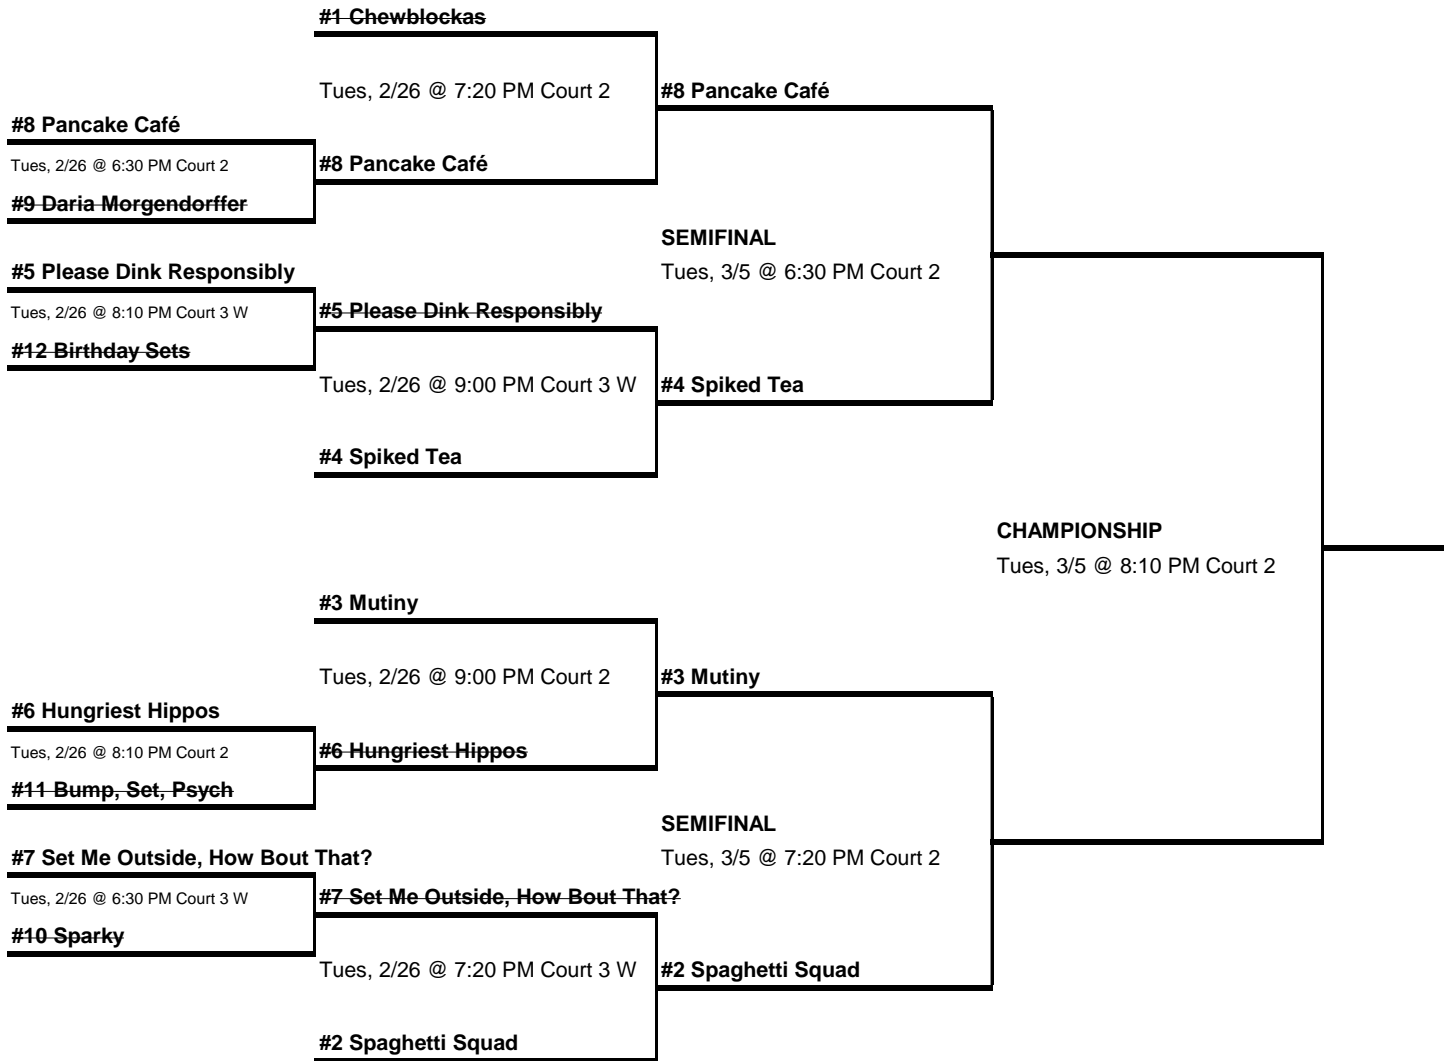 #1 Chewblockas
Tues, 2/26 @ 7:20 PM Court 2
#8 Pancake Café
#8 Pancake Café
Tues, 2/26 @ 6:30 PM Court 2
#8 Pancake Café
#9 Daria Morgendorffer
SEMIFINAL
#5 Please Dink Responsibly
Tues, 3/5 @ 6:30 PM Court 2
Tues, 2/26 @ 8:10 PM Court 3 W
#5 Please Dink Responsibly
#12 Birthday Sets
Tues, 2/26 @ 9:00 PM Court 3 W
#4 Spiked Tea
#4 Spiked Tea
CHAMPIONSHIP
Tues, 3/5 @ 8:10 PM Court 2
#3 Mutiny
Tues, 2/26 @ 9:00 PM Court 2
#3 Mutiny
#6 Hungriest Hippos
Tues, 2/26 @ 8:10 PM Court 2
#6 Hungriest Hippos
#11 Bump, Set, Psych
SEMIFINAL
#7 Set Me Outside, How Bout That?
Tues, 3/5 @ 7:20 PM Court 2
Tues, 2/26 @ 6:30 PM Court 3 W
#7 Set Me Outside, How Bout That?
#10 Sparky
Tues, 2/26 @ 7:20 PM Court 3 W
#2 Spaghetti Squad
#2 Spaghetti Squad